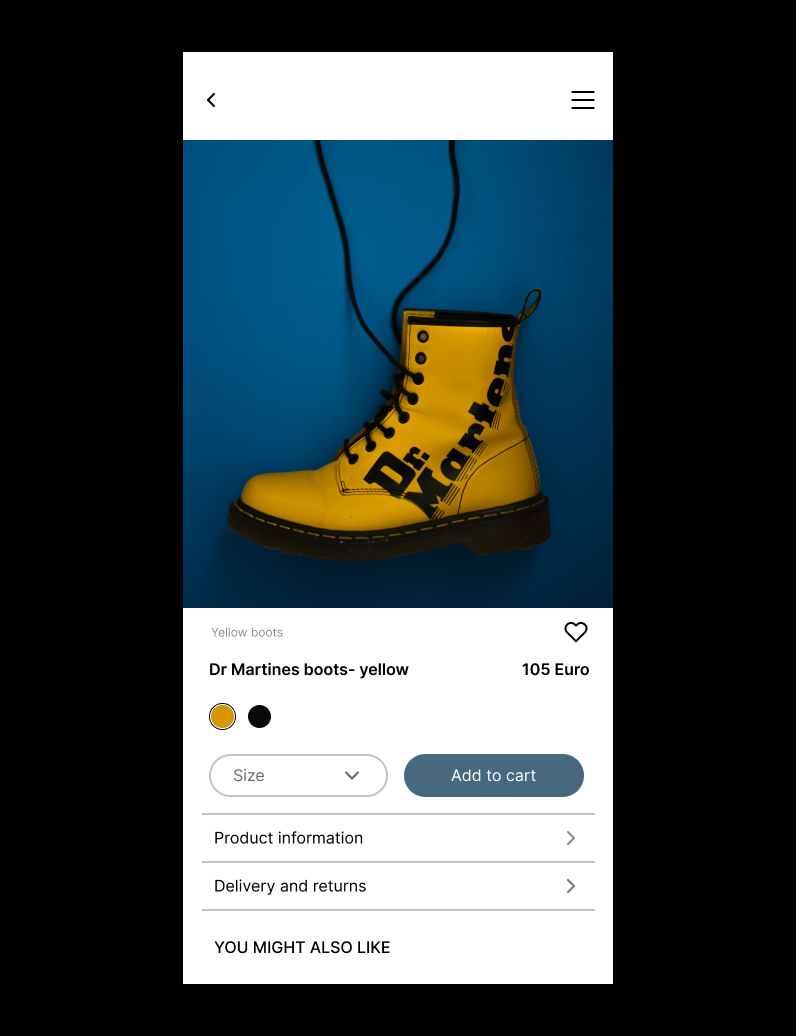 Dr.
Martens
Yellow boots
Dr Martines boots- yellow
105 Euro
Size
Add to cart
Product information
Delivery and returns
YOU MIGHT ALSO LIKE